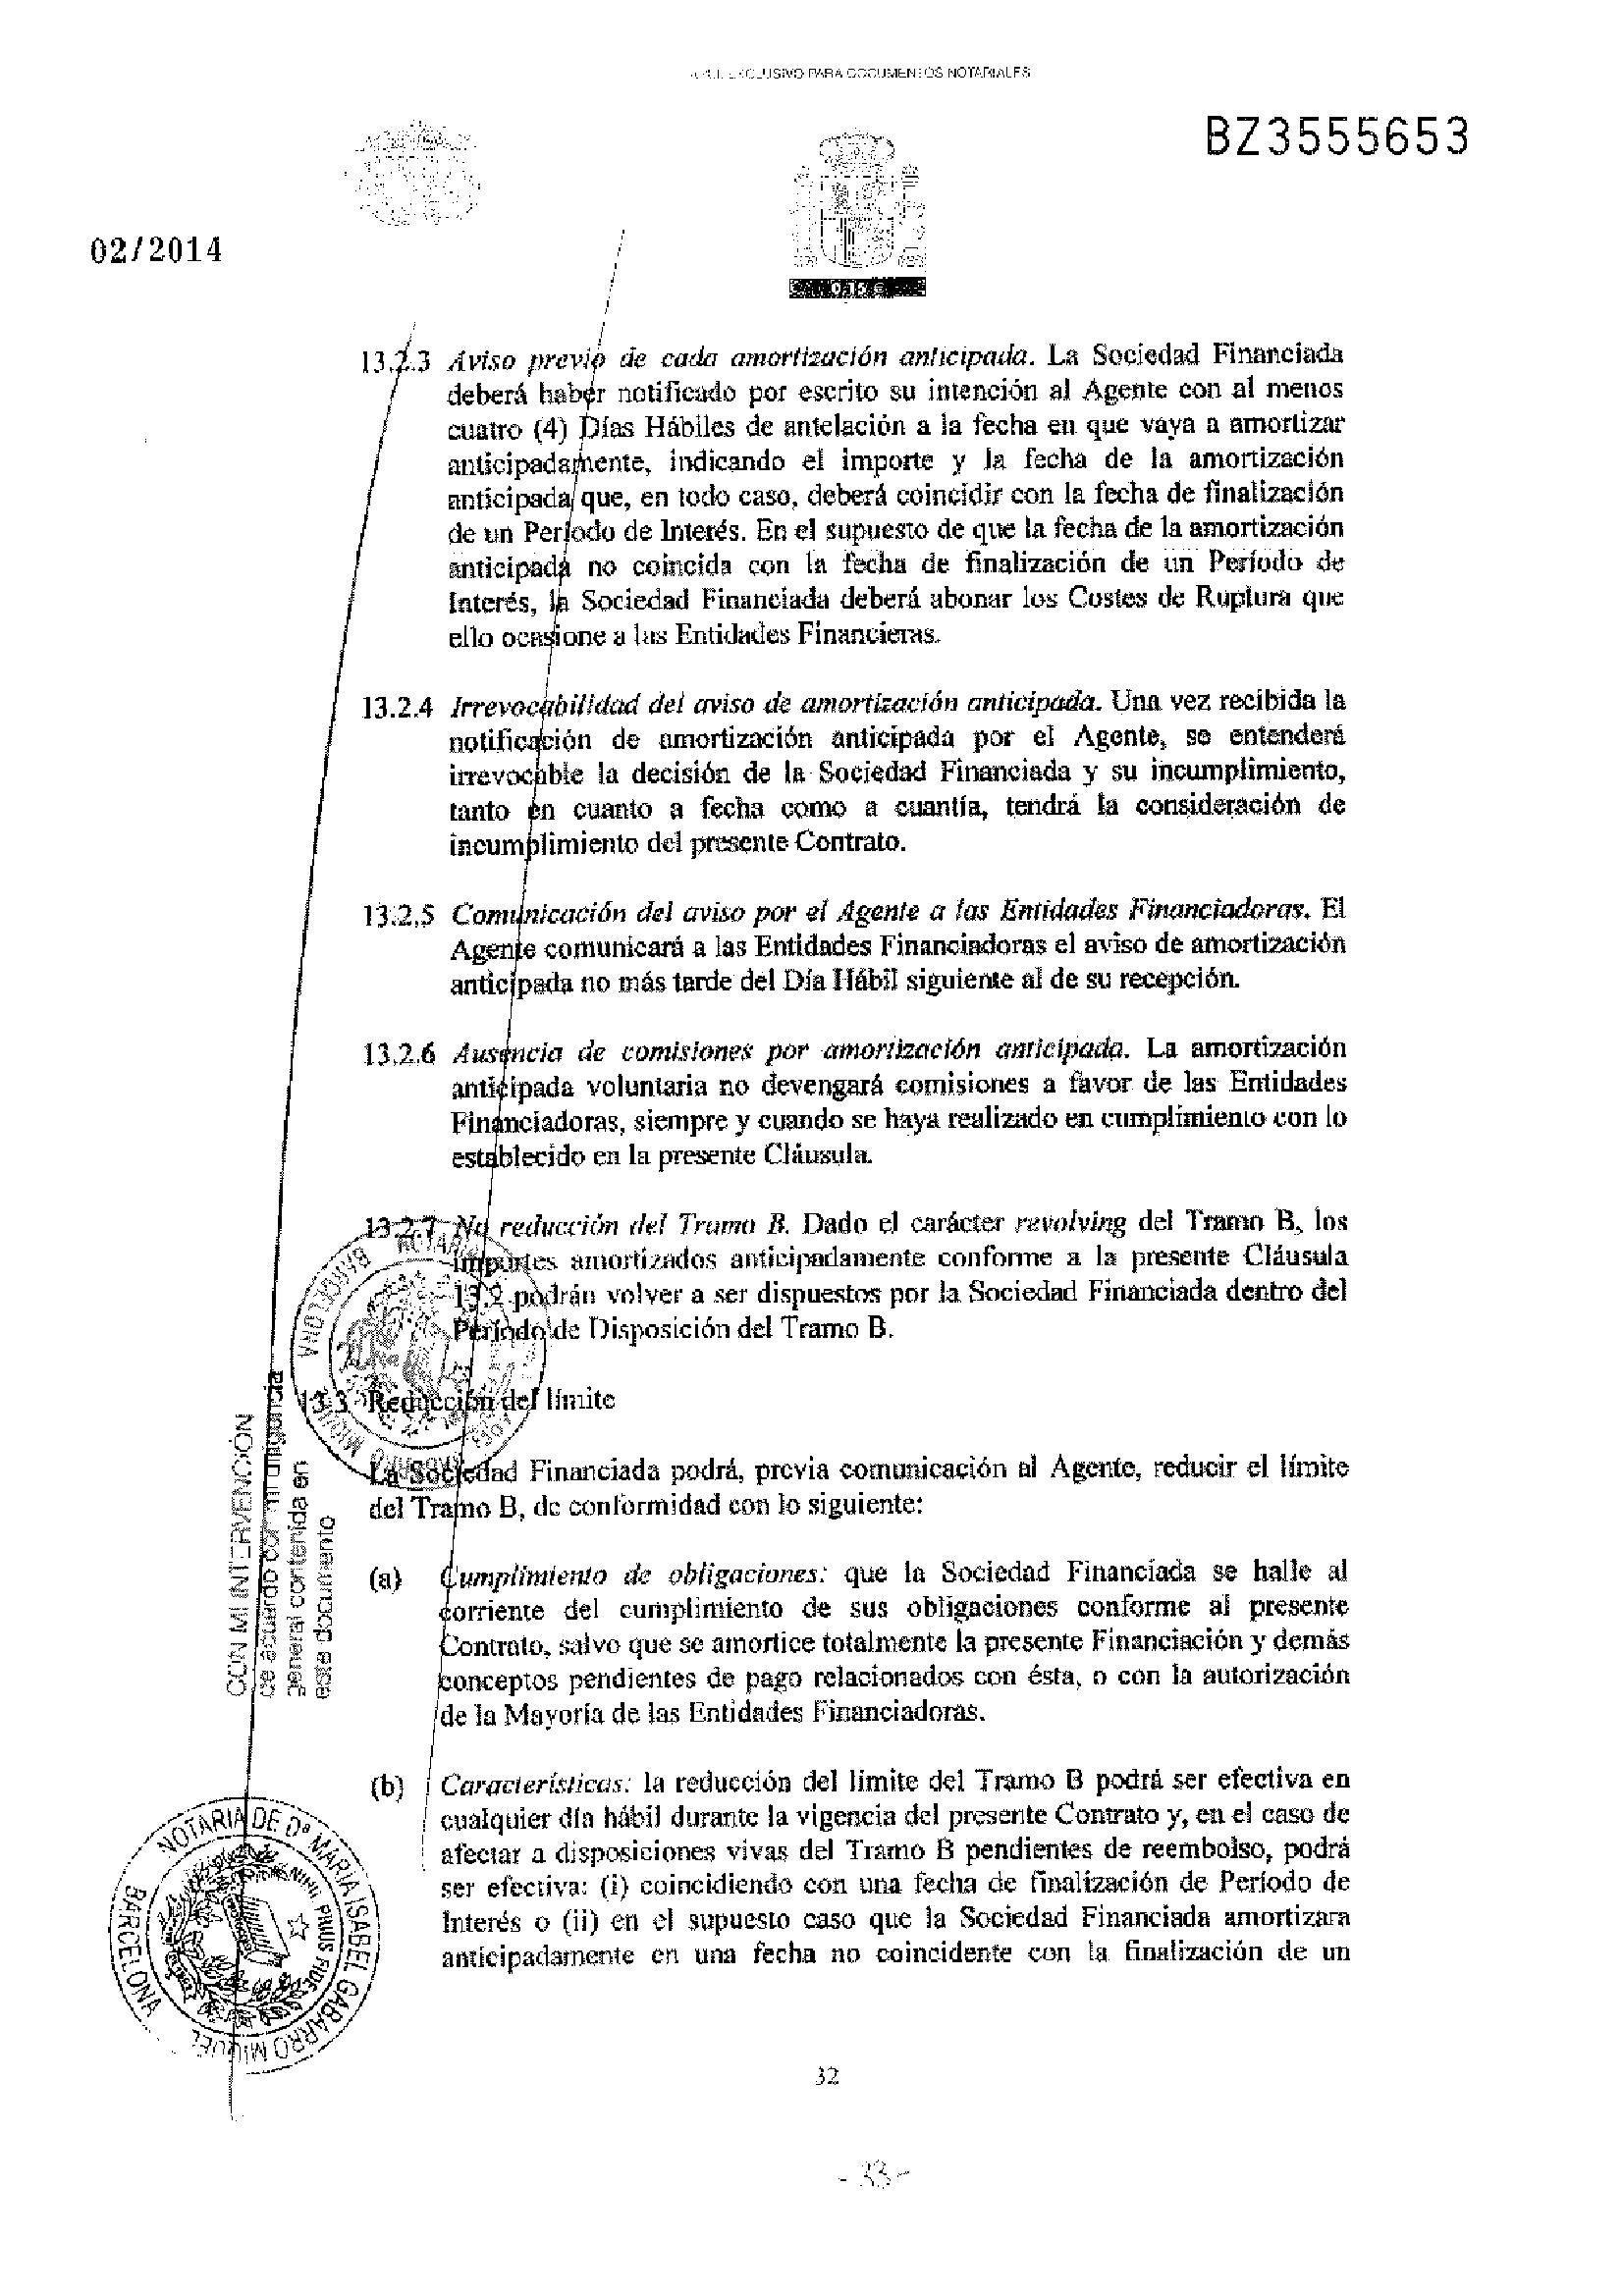 EXCLUSIVO PARA DOCUMENTOS NOTARIALES
BZ3555653
02/2014
0,15 €
13.2.3 Aviso previo de cada amortización anticipada. La Sociedad Financiada
deberá haber notificado por escrito su intención al Agente con al menos
cuatro (4) Días Hábiles de antelación a la fecha en que vaya a amortizar
anticipadamente, indicando el importe y la fecha de la amortización
anticipada que, en todo caso, deberá coincidir con la fecha de finalización
de un Período de Interés. En el supuesto de que la fecha de la amortización
anticipada no coincida con la fecha de finalización de un Período de
Interés, la Sociedad Financiada deberá abonar los Costes de Ruptura que
ello ocasione a las Entidades Financieras.
13.2.4 Irrevocabilidad del aviso de amortización anticipada. Una vez recibida la
notificación de amortización anticipada por el Agente, se entenderá
irrevocable la decisión de la Sociedad Financiada y su incumplimiento,
tanto en cuanto a fecha como a cuantía, tendrá la consideración de
incumplimiento del presente Contrato.
13.2.5 Comunicación del aviso por el Agente a las Entidades Financiadoras. El
Agente comunicará a las Entidades Financiadoras el aviso de amortización
anticipada no más tarde del Día Hábil siguiente al de su recepción.
13.2.6 Ausencia de comisiones por amortización anticipada. La amortización
anticipada voluntaria no devengará comisiones a favor de las Entidades
Financiadoras, siempre y cuando se haya realizado en cumplimiento con lo
establecido en la presente Cláusula.
13.2.7 No reducción del Tramo B. Dado el carácter revolving del Tramo B, los
importes amortizados anticipadamente conforme a la presente Cláusula
13.2 podrán volver a ser dispuestos por la Sociedad Financiada dentro del
Período de Disposición del Tramo B.
13.3 Reducción del límite
La Sociedad Financiada podrá, previa comunicación al Agente, reducir el límite
del Tramo B, de conformidad con lo siguiente:
(a) Cumplimiento de obligaciones: que la Sociedad Financiada se halle al
corriente del cumplimiento de sus obligaciones conforme al presente
Contrato, salvo que se amortice totalmente la presente Financiación y demás
conceptos pendientes de pago relacionados con ésta, o con la autorización
de la Mayoría de las Entidades Financiadoras.
(b) Características: la reducción del límite del Tramo B podrá ser efectiva en
cualquier día hábil durante la vigencia del presente Contrato y, en el caso de
afectar a disposiciones vivas del Tramo B pendientes de reembolso, podrá
ser efectiva: (i) coincidiendo con una fecha de finalización de Período de
Interés o (ii) en el supuesto caso que la Sociedad Financiada amortizara
anticipadamente en una fecha no coincidente con la finalización de un
CON MI INTERVENCIÓN
de acuerdo con mi diligencia
general contenida en
este documento
NOTARIA DE Dª MARIA ISABEL GABARRO MIQUEL
BARCELONA
NIHIL PRIUS FIDE
32
- 33 -